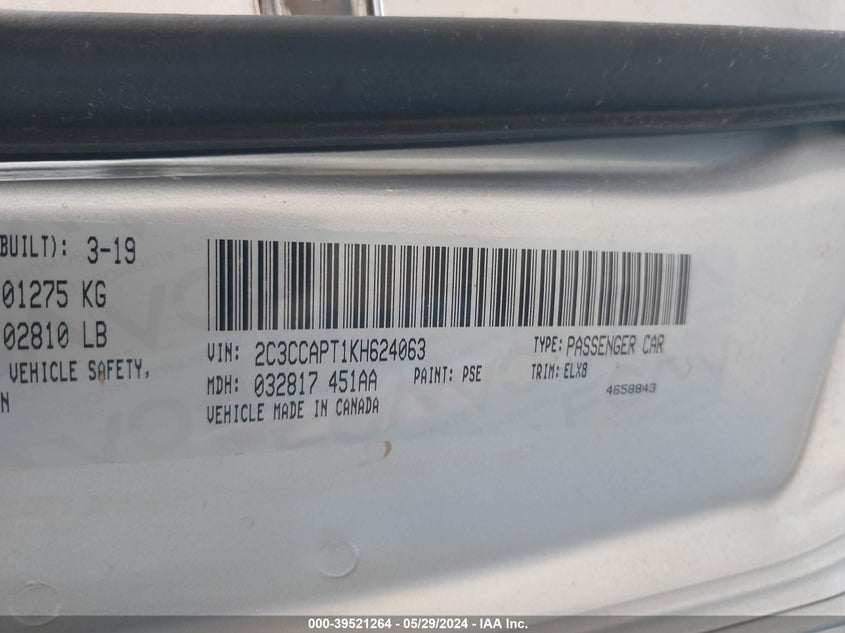 BUILT): 3-19
01275 KG
02810 LB
VEHICLE SAFETY,
N
VIN: 2C3CCAPT1KH624063
TYPE: PASSENGER CAR
MDH: 032817 451AA
PAINT: PSE
TRIM: ELX8
VEHICLE MADE IN CANADA
4658843
000-39521264 - 05/29/2024 - IAA Inc.